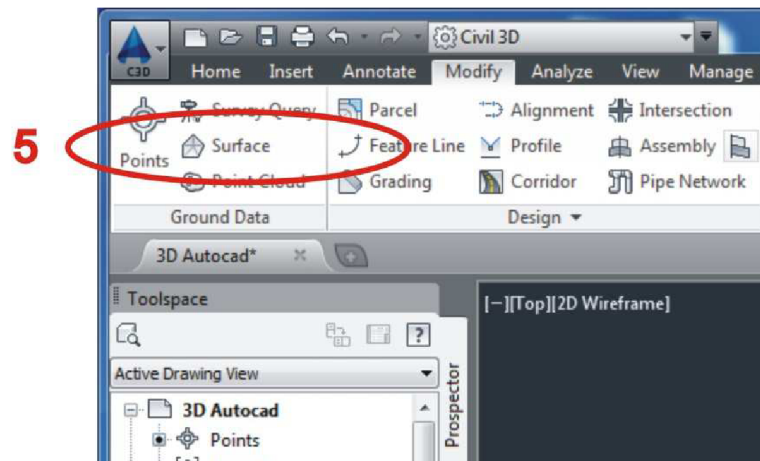 Civil 3D
C3D
Home Insert Annotate Modify Analyze View Manage
Survey Query Parcel Alignment Intersection
5
Points Surface Feature Line Profile Assembly
Point Cloud Grading Corridor Pipe Network
Ground Data Design
3D Autocad*
Toolspace
[−][Top][2D Wireframe]
?
Active Drawing View
Prospector
3D Autocad
Points